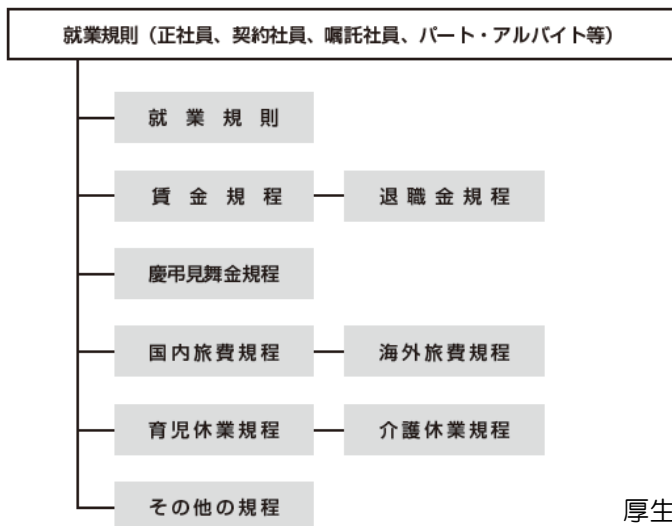 就業規則（正社員、契約社員、嘱託社員、パート・アルバイト等）
就業規則
賃金規程 退職金規程
慶弔見舞金規程
国内旅費規程 海外旅費規程
育児休業規程 介護休業規程
その他の規程
厚生